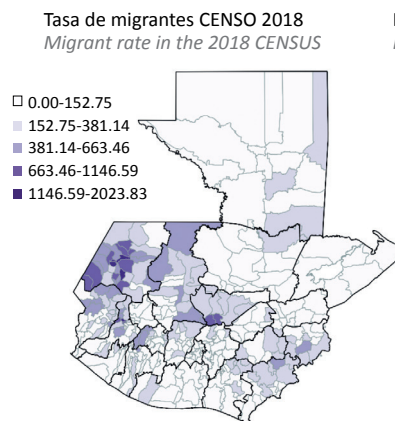 Tasa de migrantes CENSO 2018
Migrant rate in the 2018 CENSUS
0.00-152.75
152.75-381.14
381.14-663.46
663.46-1146.59
1146.59-2023.83